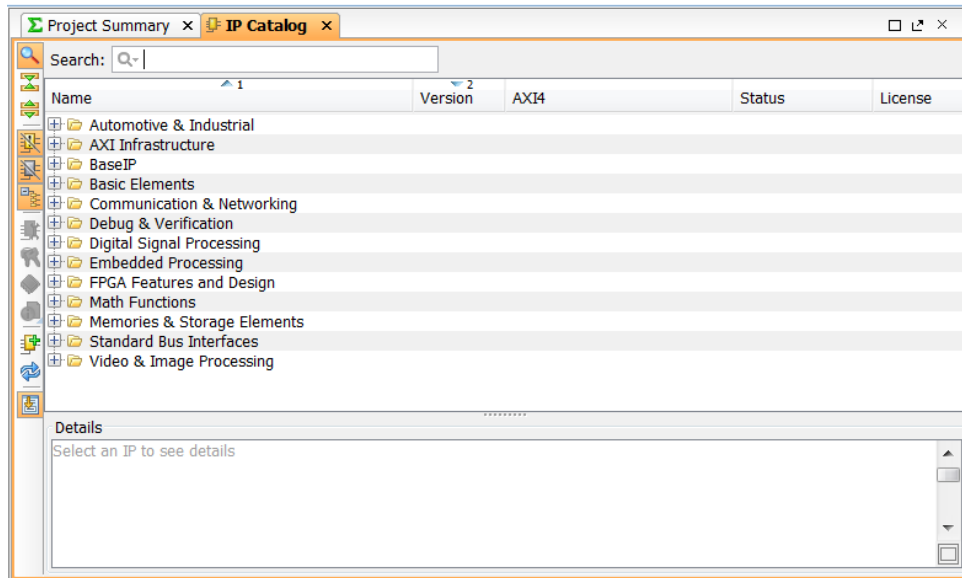 Σ Project Summary × IP Catalog ×
Search:
Name 1 Version 2 AXI4 Status License
Automotive & Industrial
AXI Infrastructure
BaseIP
Basic Elements
Communication & Networking
Debug & Verification
Digital Signal Processing
Embedded Processing
FPGA Features and Design
Math Functions
Memories & Storage Elements
Standard Bus Interfaces
Video & Image Processing
Details
Select an IP to see details